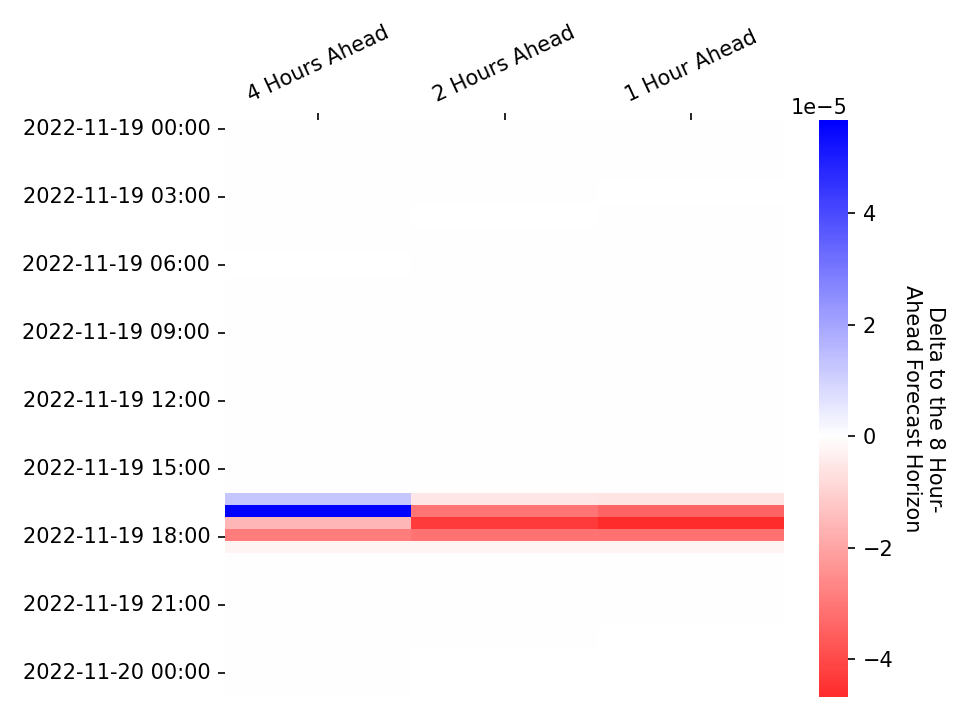 4 Hours Ahead
2 Hours Ahead
1 Hour Ahead
1e−5
2022-11-19 00:00
2022-11-19 03:00
2022-11-19 06:00
2022-11-19 09:00
2022-11-19 12:00
2022-11-19 15:00
2022-11-19 18:00
2022-11-19 21:00
2022-11-20 00:00
4
2
0
−2
−4
Delta to the 8 Hour-
Ahead Forecast Horizon